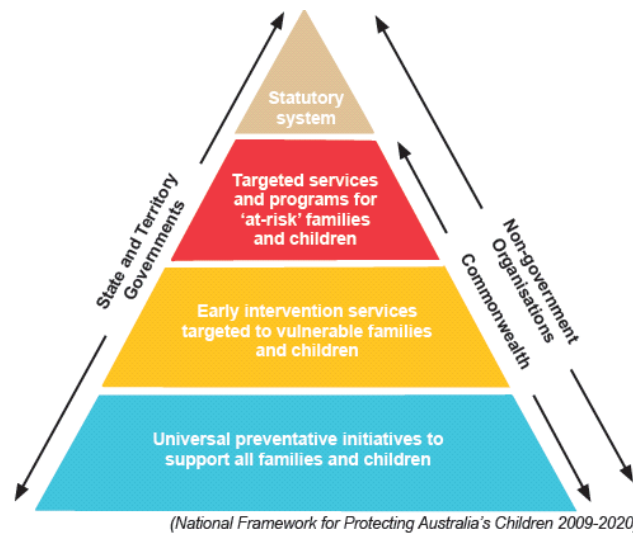 Statutory
system
Targeted services
and programs for
‘at-risk’ families
and children
Early intervention services
targeted to vulnerable families
and children
Universal preventative initiatives to
support all families and children
State and Territory
Governments
Commonwealth
Non-government
Organisations
(National Framework for Protecting Australia's Children 2009-2020)